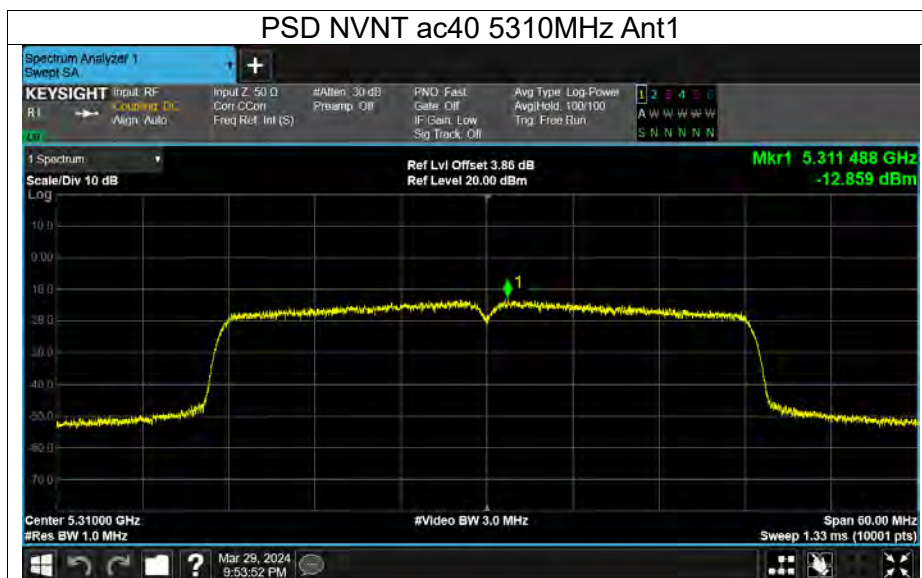 PSD NVNT ac40 5310MHz Ant1
Spectrum Analyzer 1
Swept SA
+
KEYSIGHT Input: RF
Coupling: DC
Align: Auto
Input Z: 50 Ω
Corr CCorr
Freq Ref: Int (S)
#Atten: 30 dB
Preamp: Off
PNO: Fast
Gate: Off
IF Gain: Low
Sig Track: Off
Avg Type: Log-Power
Avg|Hold: 100/100
Trig: Free Run
1 2 3 4 5 6
A W W W W W
S N N N N N
1 Spectrum
Scale/Div 10 dB
Log
Ref Lvl Offset 3.86 dB
Ref Level 20.00 dBm
Mkr1 5.311 488 GHz
-12.859 dBm
10.0
0.00
-10.0
-20.0
-30.0
-40.0
-50.0
-60.0
-70.0
1
Center 5.31000 GHz
#Res BW 1.0 MHz
#Video BW 3.0 MHz
Span 60.00 MHz
Sweep 1.33 ms (10001 pts)
?
Mar 29, 2024
9:53:52 PM